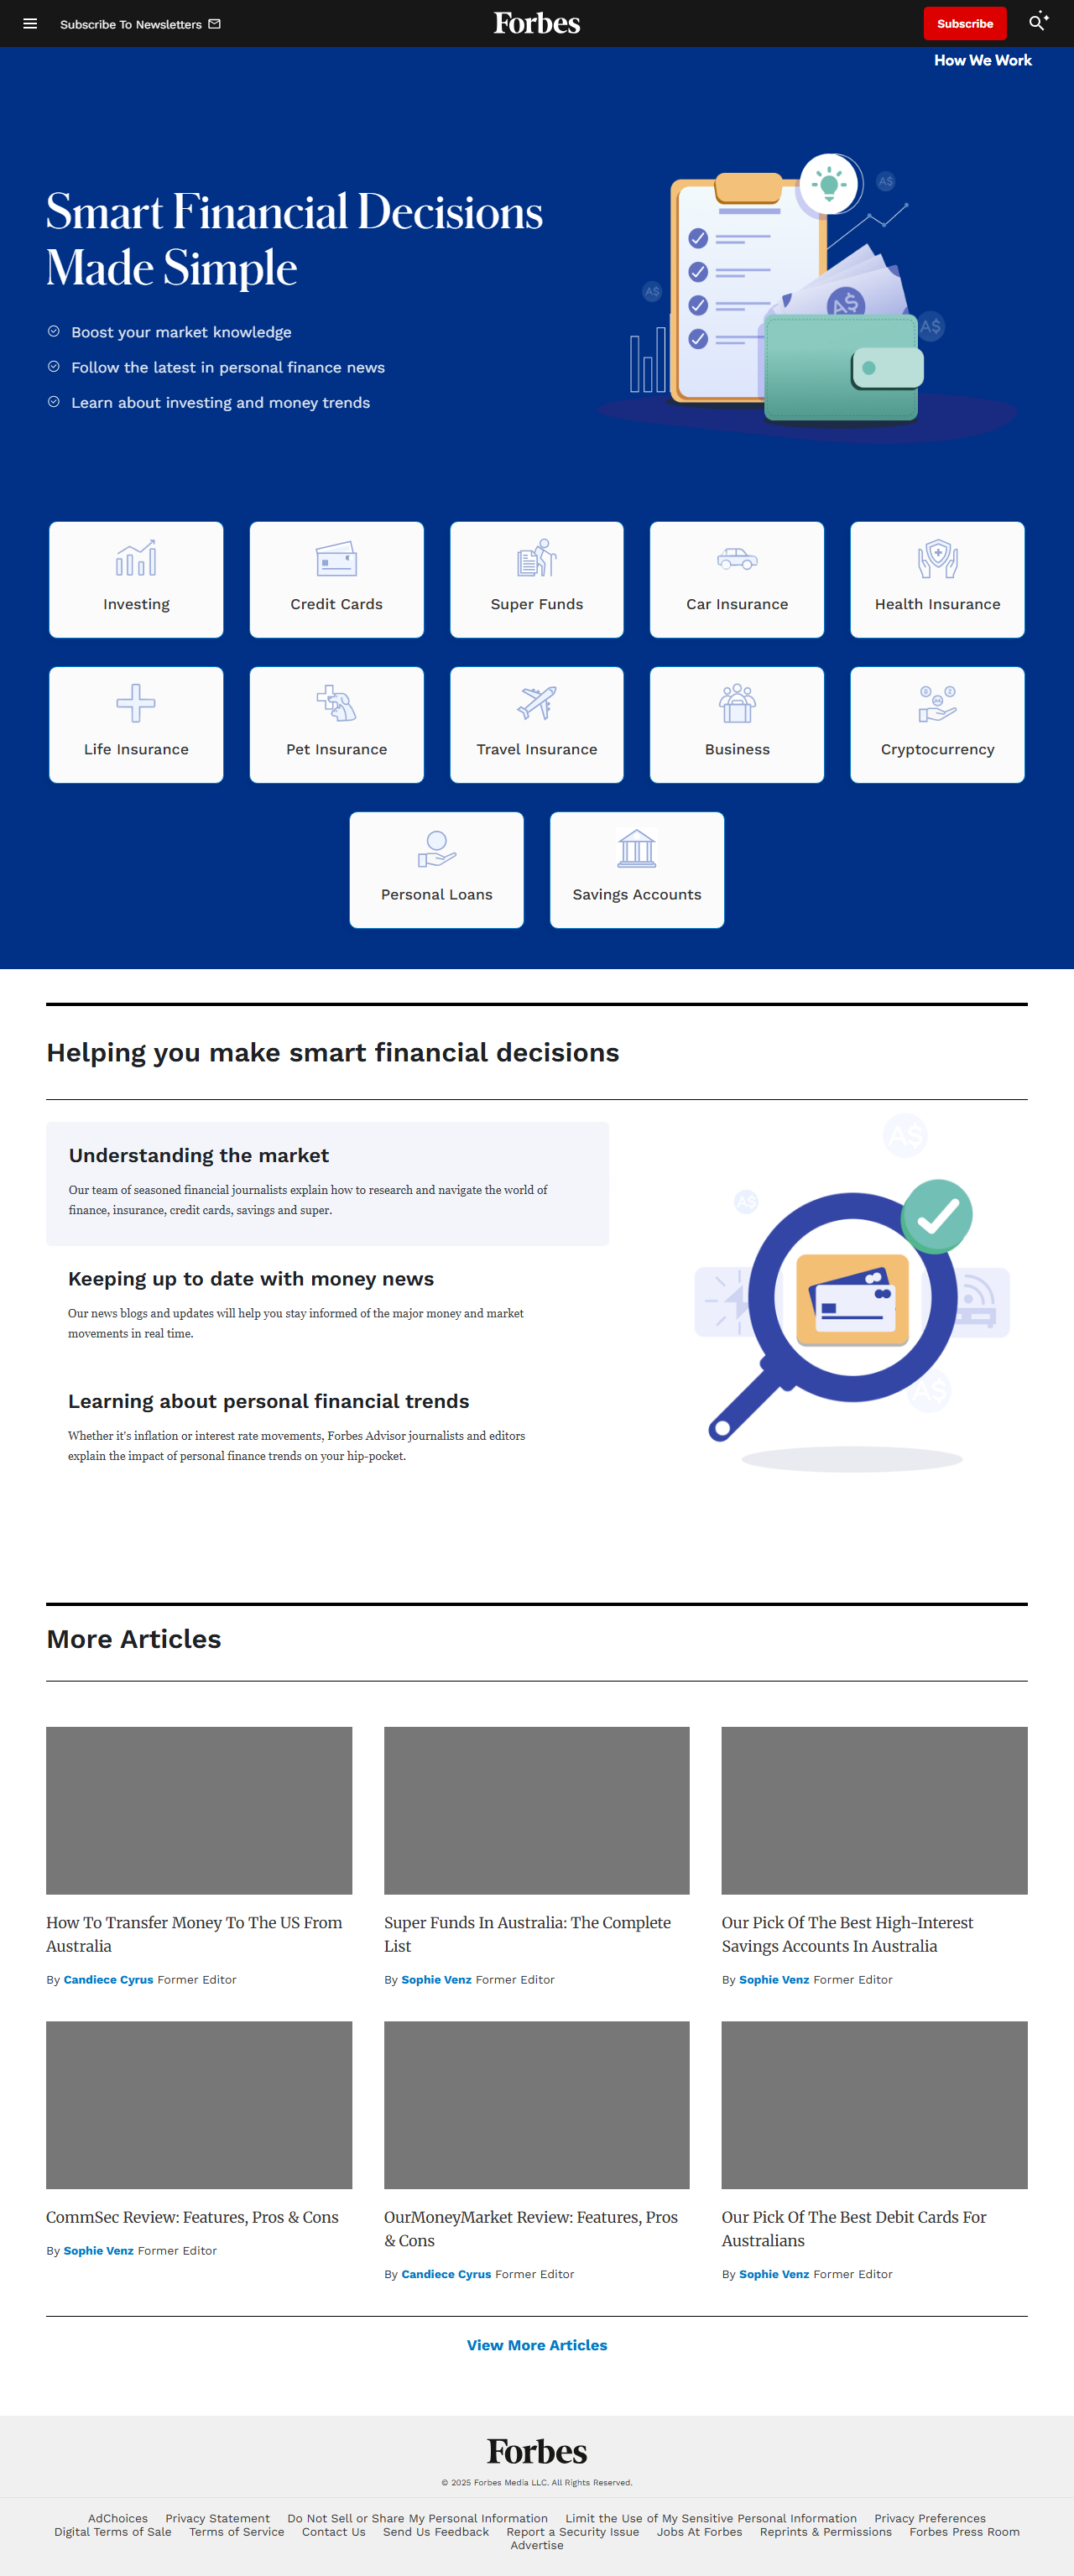 Subscribe To Newsletters
Forbes
Subscribe
How We Work
Smart Financial Decisions
Made Simple
Boost your market knowledge
Follow the latest in personal finance news
Learn about investing and money trends
A$
A$
A$
A$
Investing
Credit Cards
Super Funds
Car Insurance
Health Insurance
Life Insurance
Pet Insurance
Travel Insurance
Business
Cryptocurrency
Personal Loans
Savings Accounts
Helping you make smart financial decisions
Understanding the market
Our team of seasoned financial journalists explain how to research and navigate the world of
finance, insurance, credit cards, savings and super.
Keeping up to date with money news
Our news blogs and updates will help you stay informed of the major money and market
movements in real time.
Learning about personal financial trends
Whether it's inflation or interest rate movements, Forbes Advisor journalists and editors
explain the impact of personal finance trends on your hip-pocket.
A$
A$
A$
More Articles
How To Transfer Money To The US From
Australia
By Candiece Cyrus Former Editor
Super Funds In Australia: The Complete
List
By Sophie Venz Former Editor
Our Pick Of The Best High-Interest
Savings Accounts In Australia
By Sophie Venz Former Editor
CommSec Review: Features, Pros & Cons
By Sophie Venz Former Editor
OurMoneyMarket Review: Features, Pros
& Cons
By Candiece Cyrus Former Editor
Our Pick Of The Best Debit Cards For
Australians
By Sophie Venz Former Editor
View More Articles
Forbes
© 2025 Forbes Media LLC. All Rights Reserved.
AdChoices Privacy Statement Do Not Sell or Share My Personal Information Limit the Use of My Sensitive Personal Information Privacy Preferences
Digital Terms of Sale Terms of Service Contact Us Send Us Feedback Report a Security Issue Jobs At Forbes Reprints & Permissions Forbes Press Room
Advertise